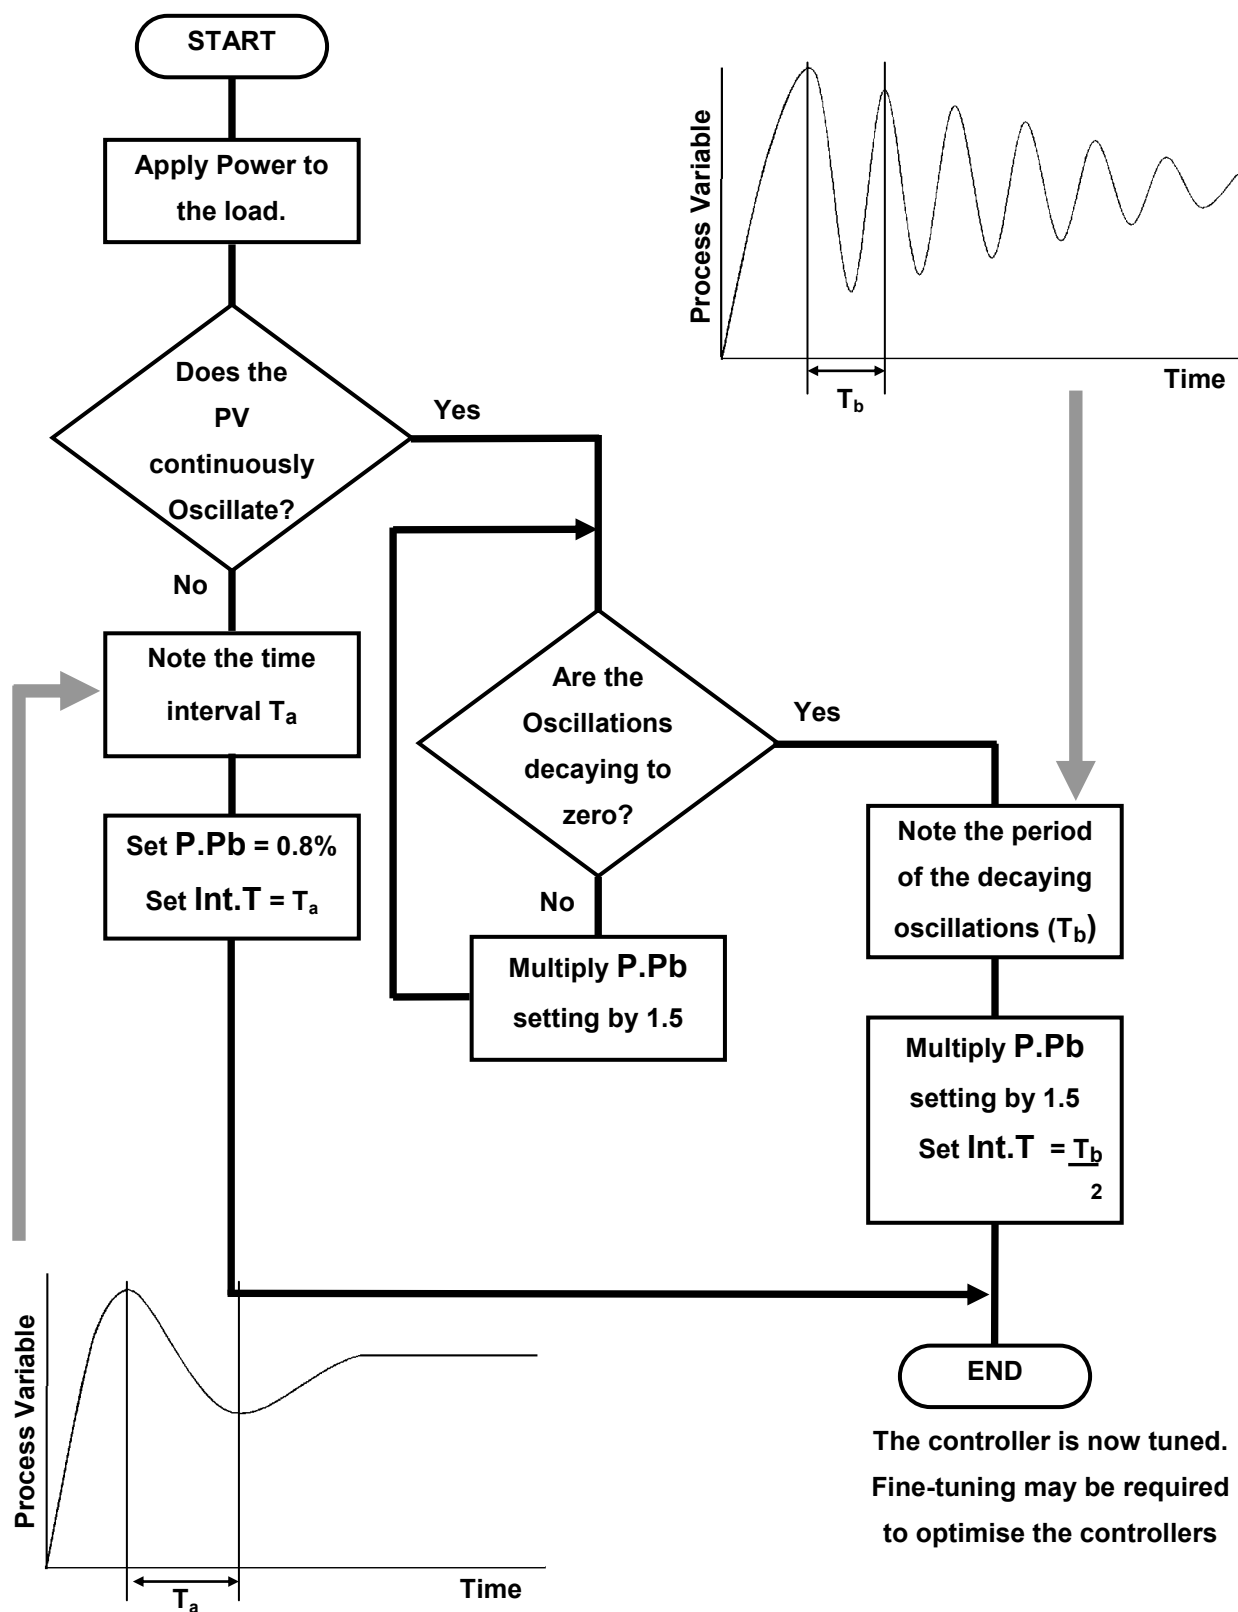 START
Apply Power to
the load.
Does the
PV
continuously
Oscillate?
Yes
No
Note the time
interval Ta
Set P.Pb = 0.8%
Set Int.T = Ta
Are the
Oscillations
decaying to
zero?
Yes
No
Multiply P.Pb
setting by 1.5
Process Variable
Time
Tb
Note the period
of the decaying
oscillations (Tb)
Multiply P.Pb
setting by 1.5
Set Int.T = Tb
2
END
The controller is now tuned.
Fine-tuning may be required
to optimise the controllers
Process Variable
Time
Ta